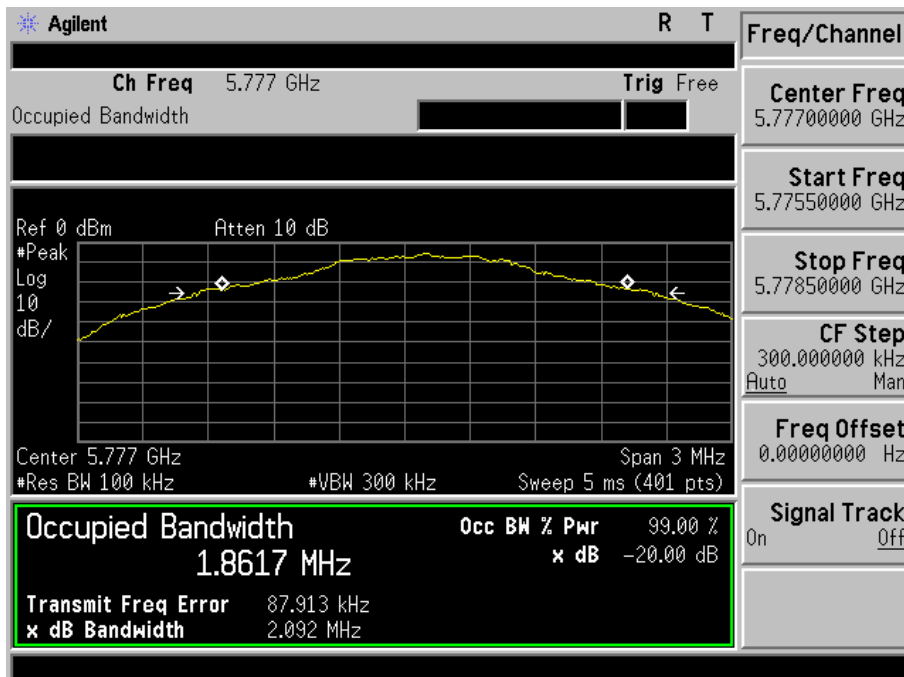 Agilent R T
Ch Freq 5.777 GHz Trig Free
Occupied Bandwidth
Ref 0 dBm Atten 10 dB
#Peak
Log
10
dB/
Center 5.777 GHz Span 3 MHz
#Res BW 100 kHz #VBW 300 kHz Sweep 5 ms (401 pts)
Occupied Bandwidth
1.8617 MHz
Occ BW % Pwr 99.00 %
x dB -20.00 dB
Transmit Freq Error 87.913 kHz
x dB Bandwidth 2.092 MHz
Freq/Channel
Center Freq
5.77700000 GHz
Start Freq
5.77550000 GHz
Stop Freq
5.77850000 GHz
CF Step
300.000000 kHz
Auto Man
Freq Offset
0.00000000 Hz
Signal Track
On Off